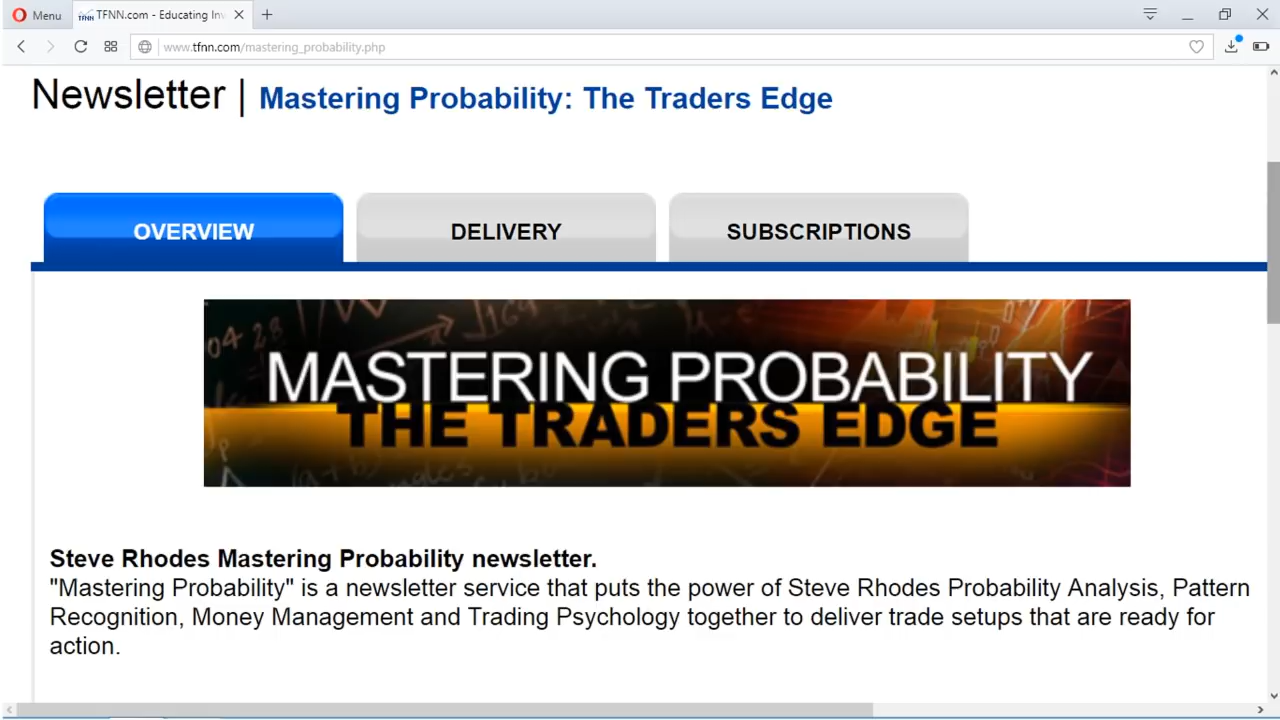 Menu
TFNN.com - Educating Inv
www.tfnn.com/mastering_probability.php
Newsletter | Mastering Probability: The Traders Edge
OVERVIEW
DELIVERY
SUBSCRIPTIONS
MASTERING PROBABILITY
THE TRADERS EDGE
Steve Rhodes Mastering Probability newsletter.
"Mastering Probability" is a newsletter service that puts the power of Steve Rhodes Probability Analysis, Pattern
Recognition, Money Management and Trading Psychology together to deliver trade setups that are ready for
action.